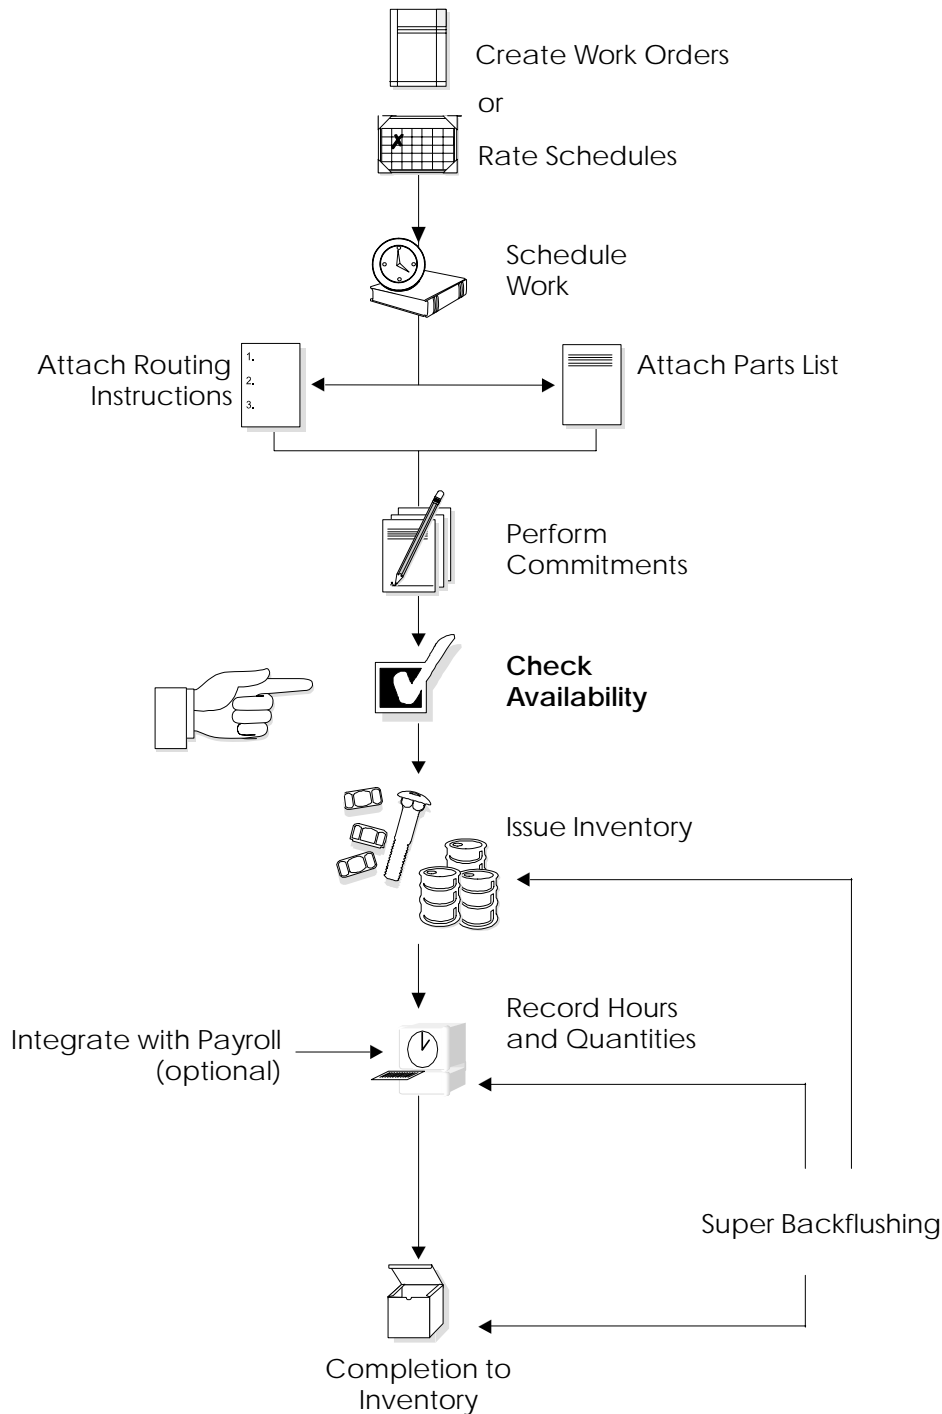 Create Work Orders
or
Rate Schedules
Schedule
Work
Attach Routing
Instructions
1.
2.
3.
Attach Parts List
Perform
Commitments
Check
Availability
Issue Inventory
Record Hours
and Quantities
Integrate with Payroll
(optional)
Super Backflushing
Completion to
Inventory